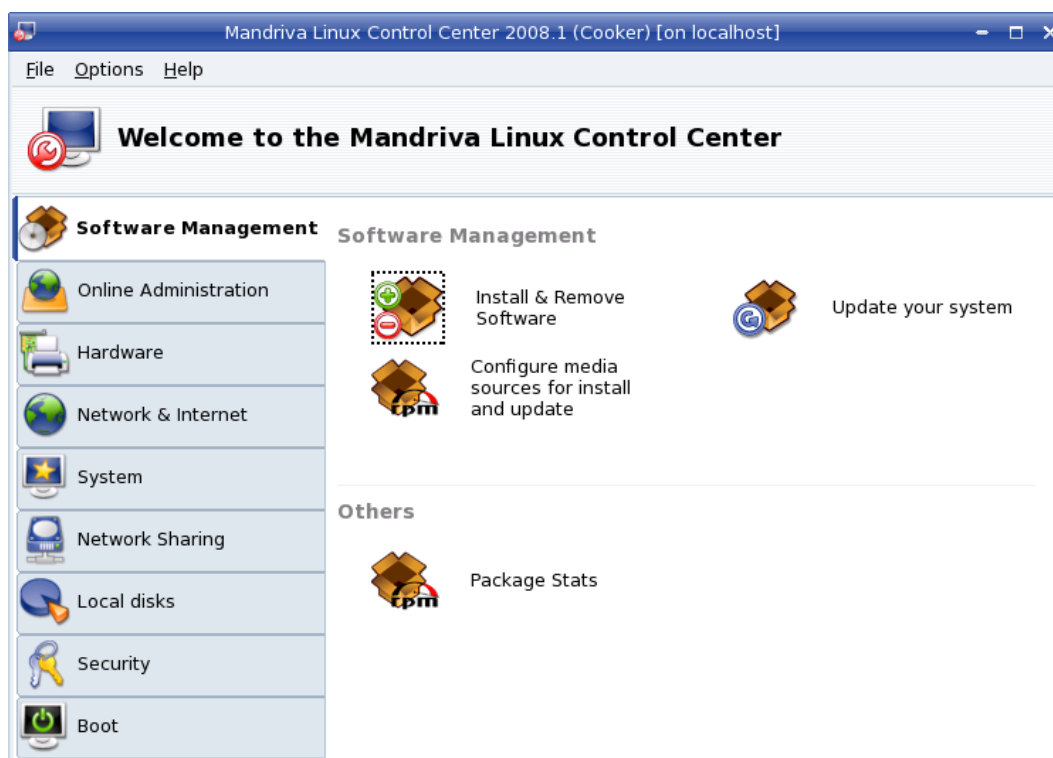 Mandriva Linux Control Center 2008.1 (Cooker) [on localhost]
File Options Help
Welcome to the Mandriva Linux Control Center
Software Management
Online Administration
Hardware
Network & Internet
System
Network Sharing
Local disks
Security
Boot
Software Management
Install & Remove
Software
Update your system
rpm
Configure media
sources for install
and update
Others
rpm
Package Stats